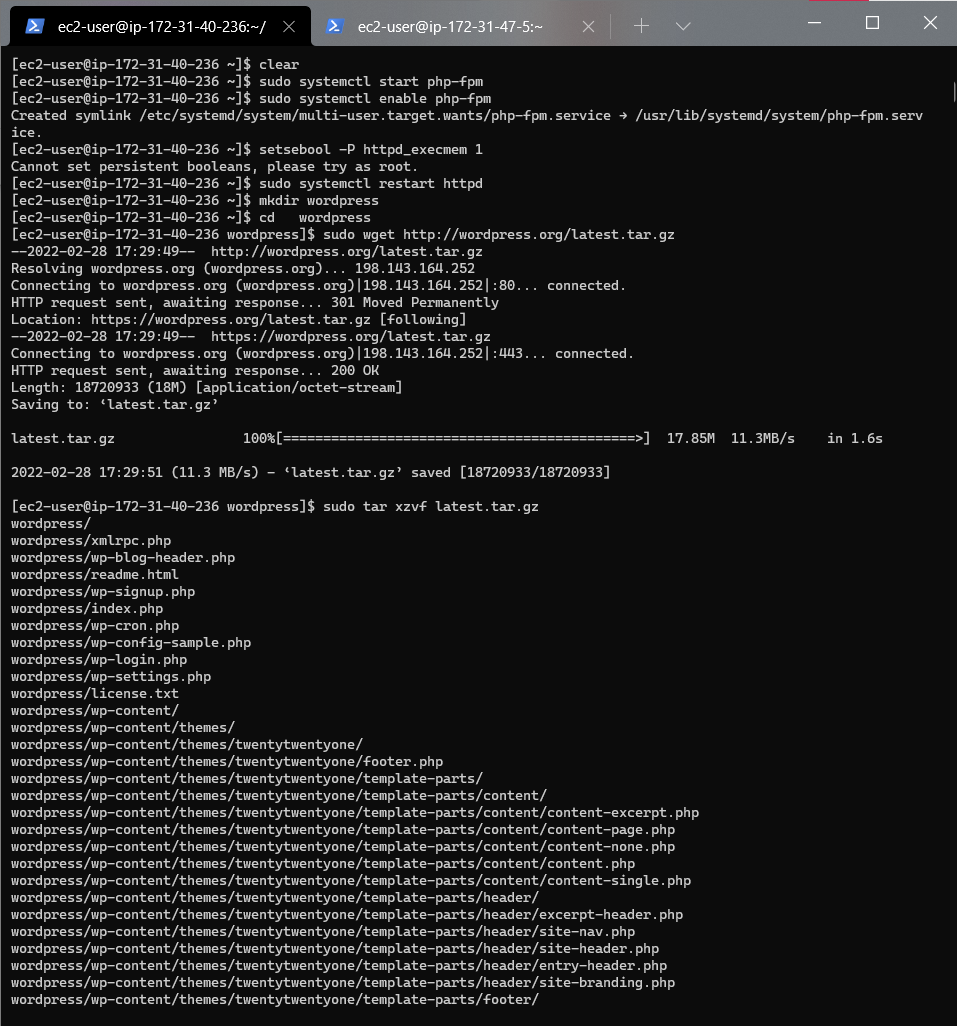 ec2-user@ip-172-31-40-236:~/
ec2-user@ip-172-31-47-5:~
[ec2-user@ip-172-31-40-236 ~]$ clear
[ec2-user@ip-172-31-40-236 ~]$ sudo systemctl start php-fpm
[ec2-user@ip-172-31-40-236 ~]$ sudo systemctl enable php-fpm
Created symlink /etc/systemd/system/multi-user.target.wants/php-fpm.service → /usr/lib/systemd/system/php-fpm.serv
ice.
[ec2-user@ip-172-31-40-236 ~]$ setsebool -P httpd_execmem 1
Cannot set persistent booleans, please try as root.
[ec2-user@ip-172-31-40-236 ~]$ sudo systemctl restart httpd
[ec2-user@ip-172-31-40-236 ~]$ mkdir wordpress
[ec2-user@ip-172-31-40-236 ~]$ cd   wordpress
[ec2-user@ip-172-31-40-236 wordpress]$ sudo wget http://wordpress.org/latest.tar.gz
--2022-02-28 17:29:49--  http://wordpress.org/latest.tar.gz
Resolving wordpress.org (wordpress.org)... 198.143.164.252
Connecting to wordpress.org (wordpress.org)|198.143.164.252|:80... connected.
HTTP request sent, awaiting response... 301 Moved Permanently
Location: https://wordpress.org/latest.tar.gz [following]
--2022-02-28 17:29:49--  https://wordpress.org/latest.tar.gz
Connecting to wordpress.org (wordpress.org)|198.143.164.252|:443... connected.
HTTP request sent, awaiting response... 200 OK
Length: 18720933 (18M) [application/octet-stream]
Saving to: ‘latest.tar.gz’
latest.tar.gz                100%[============================================>]  17.85M  11.3MB/s    in 1.6s
2022-02-28 17:29:51 (11.3 MB/s) - ‘latest.tar.gz’ saved [18720933/18720933]
[ec2-user@ip-172-31-40-236 wordpress]$ sudo tar xzvf latest.tar.gz
wordpress/
wordpress/xmlrpc.php
wordpress/wp-blog-header.php
wordpress/readme.html
wordpress/wp-signup.php
wordpress/index.php
wordpress/wp-cron.php
wordpress/wp-config-sample.php
wordpress/wp-login.php
wordpress/wp-settings.php
wordpress/license.txt
wordpress/wp-content/
wordpress/wp-content/themes/
wordpress/wp-content/themes/twentytwentyone/
wordpress/wp-content/themes/twentytwentyone/footer.php
wordpress/wp-content/themes/twentytwentyone/template-parts/
wordpress/wp-content/themes/twentytwentyone/template-parts/content/
wordpress/wp-content/themes/twentytwentyone/template-parts/content/content-excerpt.php
wordpress/wp-content/themes/twentytwentyone/template-parts/content/content-page.php
wordpress/wp-content/themes/twentytwentyone/template-parts/content/content-none.php
wordpress/wp-content/themes/twentytwentyone/template-parts/content/content.php
wordpress/wp-content/themes/twentytwentyone/template-parts/content/content-single.php
wordpress/wp-content/themes/twentytwentyone/template-parts/header/
wordpress/wp-content/themes/twentytwentyone/template-parts/header/excerpt-header.php
wordpress/wp-content/themes/twentytwentyone/template-parts/header/site-nav.php
wordpress/wp-content/themes/twentytwentyone/template-parts/header/site-header.php
wordpress/wp-content/themes/twentytwentyone/template-parts/header/entry-header.php
wordpress/wp-content/themes/twentytwentyone/template-parts/header/site-branding.php
wordpress/wp-content/themes/twentytwentyone/template-parts/footer/